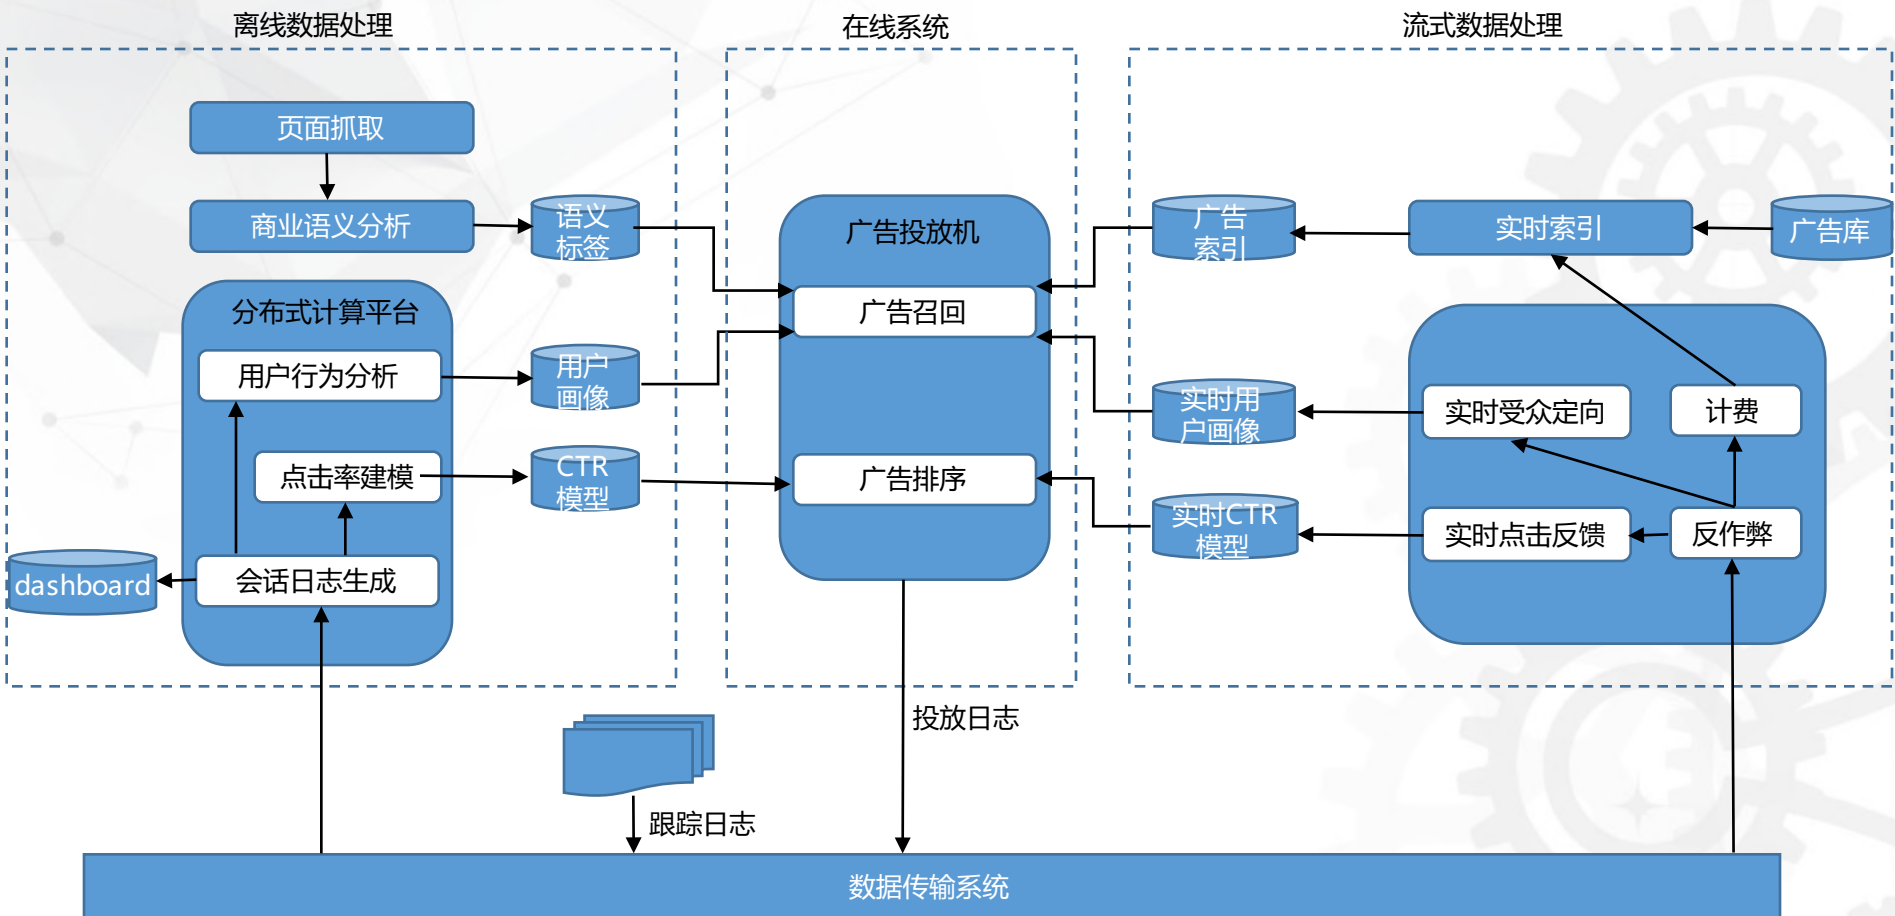 离线数据处理
在线系统
流式数据处理
页面抓取
商业语义分析
语义
标签
分布式计算平台
用户行为分析
用户
画像
点击率建模
CTR
模型
会话日志生成
dashboard
广告投放机
广告召回
广告排序
广告
索引
实时索引
广告库
实时用
户画像
实时受众定向
计费
实时CTR
模型
实时点击反馈
反作弊
投放日志
跟踪日志
数据传输系统